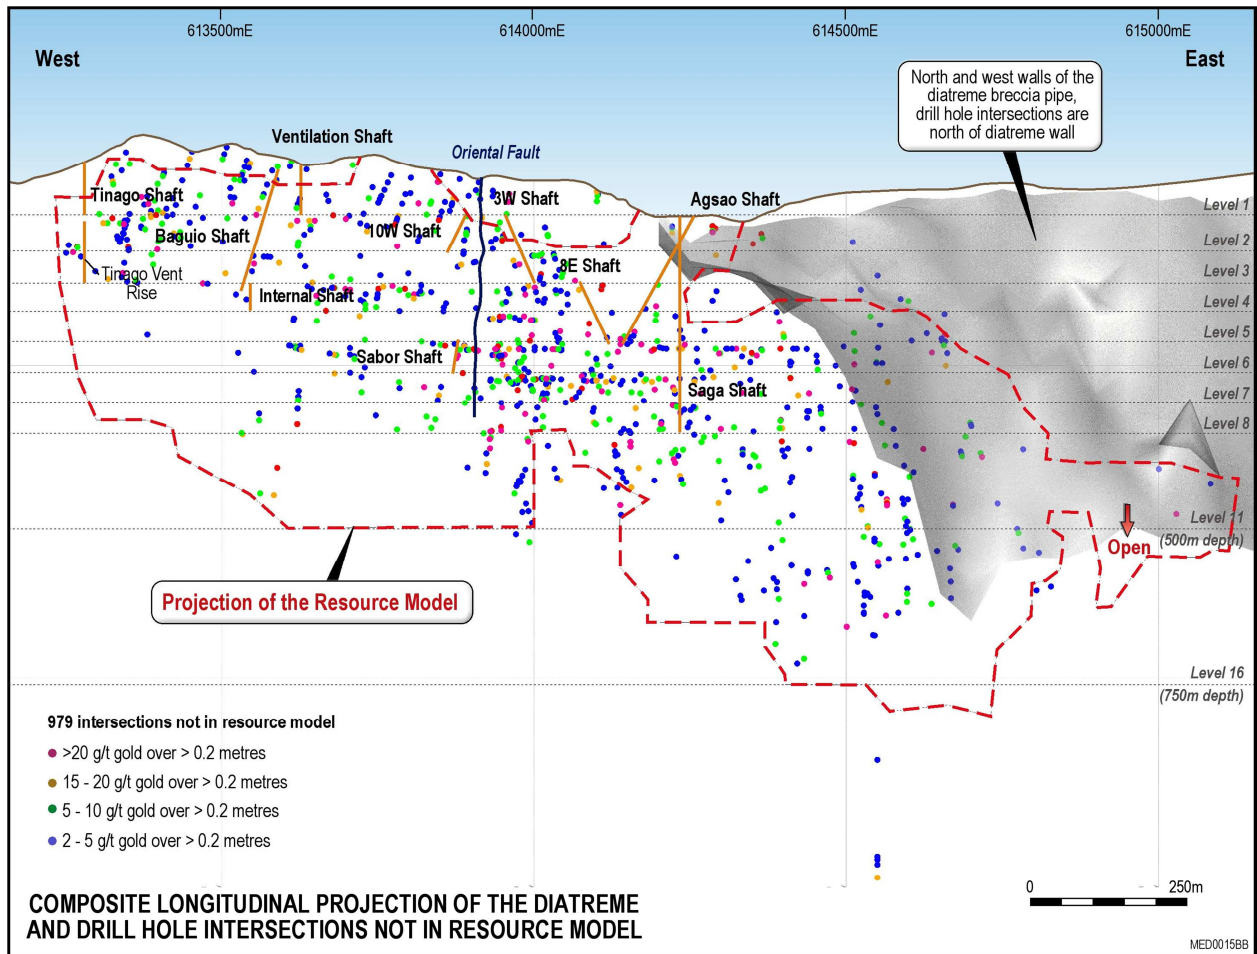 613500mE
614000mE
614500mE
615000mE
West
East
North and west walls of the
diatreme breccia pipe,
drill hole intersections are
north of diatreme wall
Ventilation Shaft
Oriental Fault
Tinago Shaft
3W Shaft
Agsao Shaft
Level 1
Baguio Shaft
10W Shaft
Level 2
Tinago Vent
Rise
8E Shaft
Level 3
Internal Shaft
Level 4
Level 5
Sabor Shaft
Level 6
Saga Shaft
Level 7
Level 8
Level 11
(500m depth)
Open
Projection of the Resource Model
Level 16
(750m depth)
979 intersections not in resource model
>20 g/t gold over > 0.2 metres
15 - 20 g/t gold over > 0.2 metres
5 - 10 g/t gold over > 0.2 metres
2 - 5 g/t gold over > 0.2 metres
0
250m
COMPOSITE LONGITUDINAL PROJECTION OF THE DIATREME
AND DRILL HOLE INTERSECTIONS NOT IN RESOURCE MODEL
MED0015BB